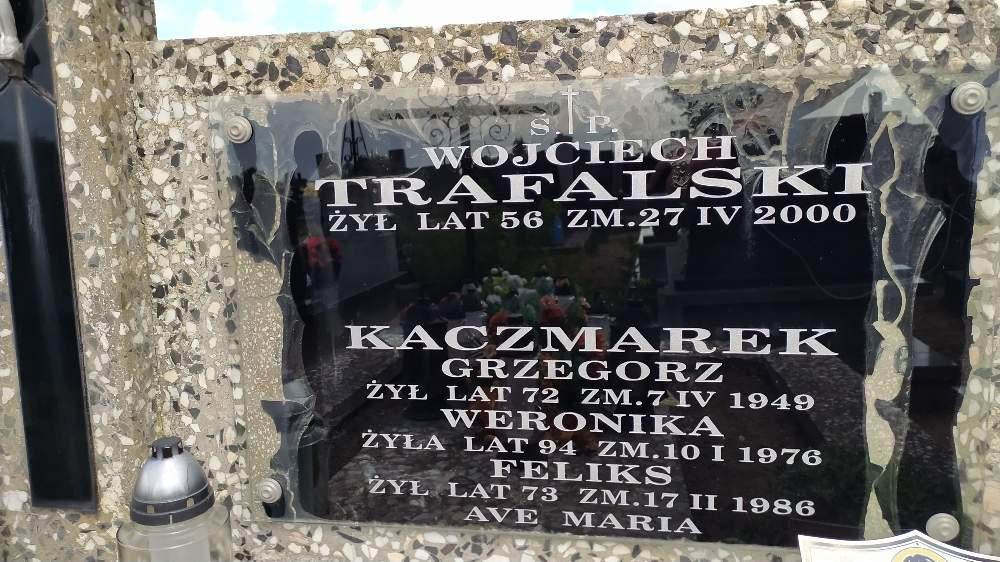 Ś. P.
WOJCIECH
TRAFALSKI
ŻYŁ LAT 56 ZM.27 IV 2000
KACZMAREK
GRZEGORZ
ŻYŁ LAT 72 ZM.7 IV 1949
WERONIKA
ŻYŁA LAT 94 ZM.10 I 1976
FELIKS
ŻYŁ LAT 73 ZM.17 II 1986
AVE MARIA